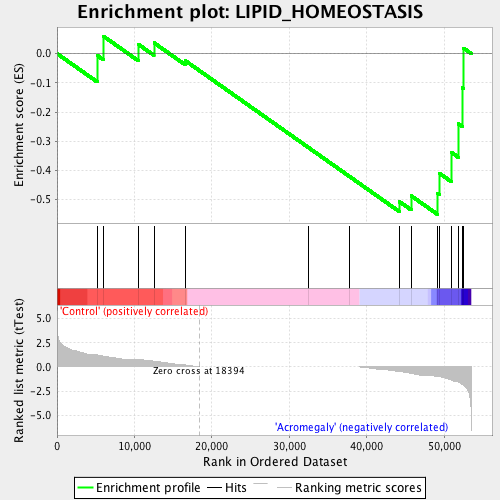 Enrichment plot: LIPID_HOMEOSTASIS
Enrichment score (ES)
0.0
-0.1
-0.2
-0.3
-0.4
-0.5
'Control' (positively correlated)
Ranked list metric (tTest)
5.0
2.5
0.0
-2.5
-5.0
Zero cross at 18394
'Acromegaly' (negatively correlated)
0
10,000
20,000
30,000
40,000
50,000
Rank in Ordered Dataset
Enrichment profile
Hits
Ranking metric scores